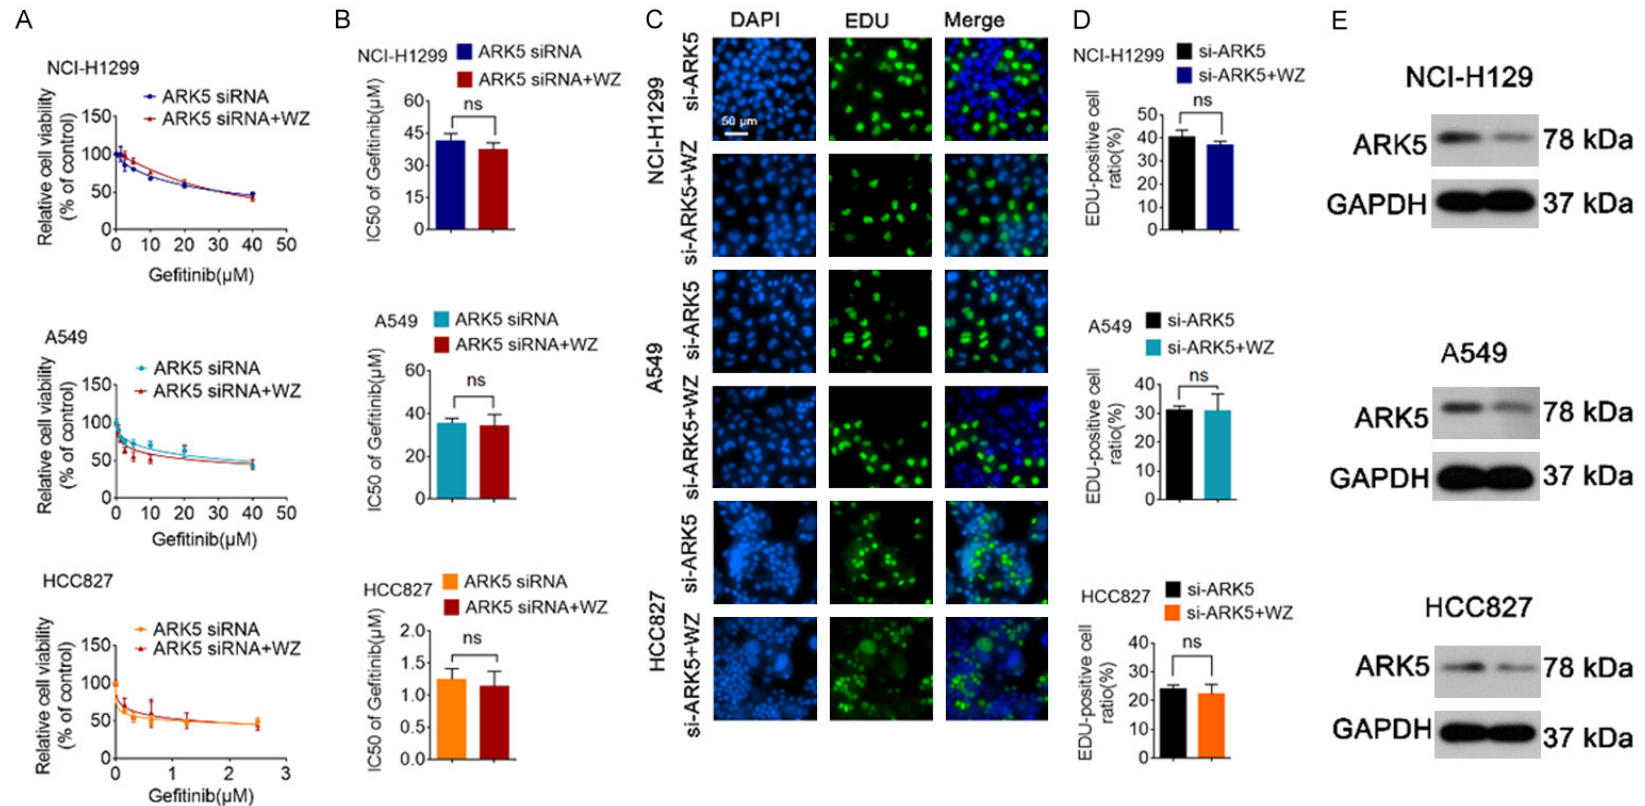 A
NCI-H1299
ARK5 siRNA
ARK5 siRNA+WZ
Relative cell viability
(% of control)
150
100
50
0
0 10 20 30 40 50
Gefitinib(μM)
A549
ARK5 siRNA
ARK5 siRNA+WZ
Relative cell viability
(% of control)
150
100
50
0
0 10 20 30 40 50
Gefitinib(μM)
HCC827
ARK5 siRNA
ARK5 siRNA+WZ
Relative cell viability
(% of control)
150
100
50
0
0 1 2 3
Gefitinib(μM)
B
NCI-H1299
ARK5 siRNA
ARK5 siRNA+WZ
IC50 of Gefitinib(μM)
60
45
30
15
0
ns
A549
ARK5 siRNA
ARK5 siRNA+WZ
IC50 of Gefitinib(μM)
60
40
20
0
ns
HCC827
ARK5 siRNA
ARK5 siRNA+WZ
IC50 of Gefitinib(μM)
2.0
1.5
1.0
0.5
0.0
ns
C
DAPI EDU Merge
NCI-H1299
si-ARK5
50 μm
si-ARK5+WZ
A549
si-ARK5
si-ARK5+WZ
HCC827
si-ARK5
si-ARK5+WZ
D
NCI-H1299
si-ARK5
si-ARK5+WZ
EDU-positive cell
ratio(%)
50
40
30
20
10
0
ns
A549
si-ARK5
si-ARK5+WZ
EDU-positive cell
ratio(%)
40
30
20
10
0
ns
HCC827
si-ARK5
si-ARK5+WZ
EDU-positive cell
ratio(%)
40
30
20
10
0
ns
E
NCI-H129
ARK5 78 kDa
GAPDH 37 kDa
A549
ARK5 78 kDa
GAPDH 37 kDa
HCC827
ARK5 78 kDa
GAPDH 37 kDa